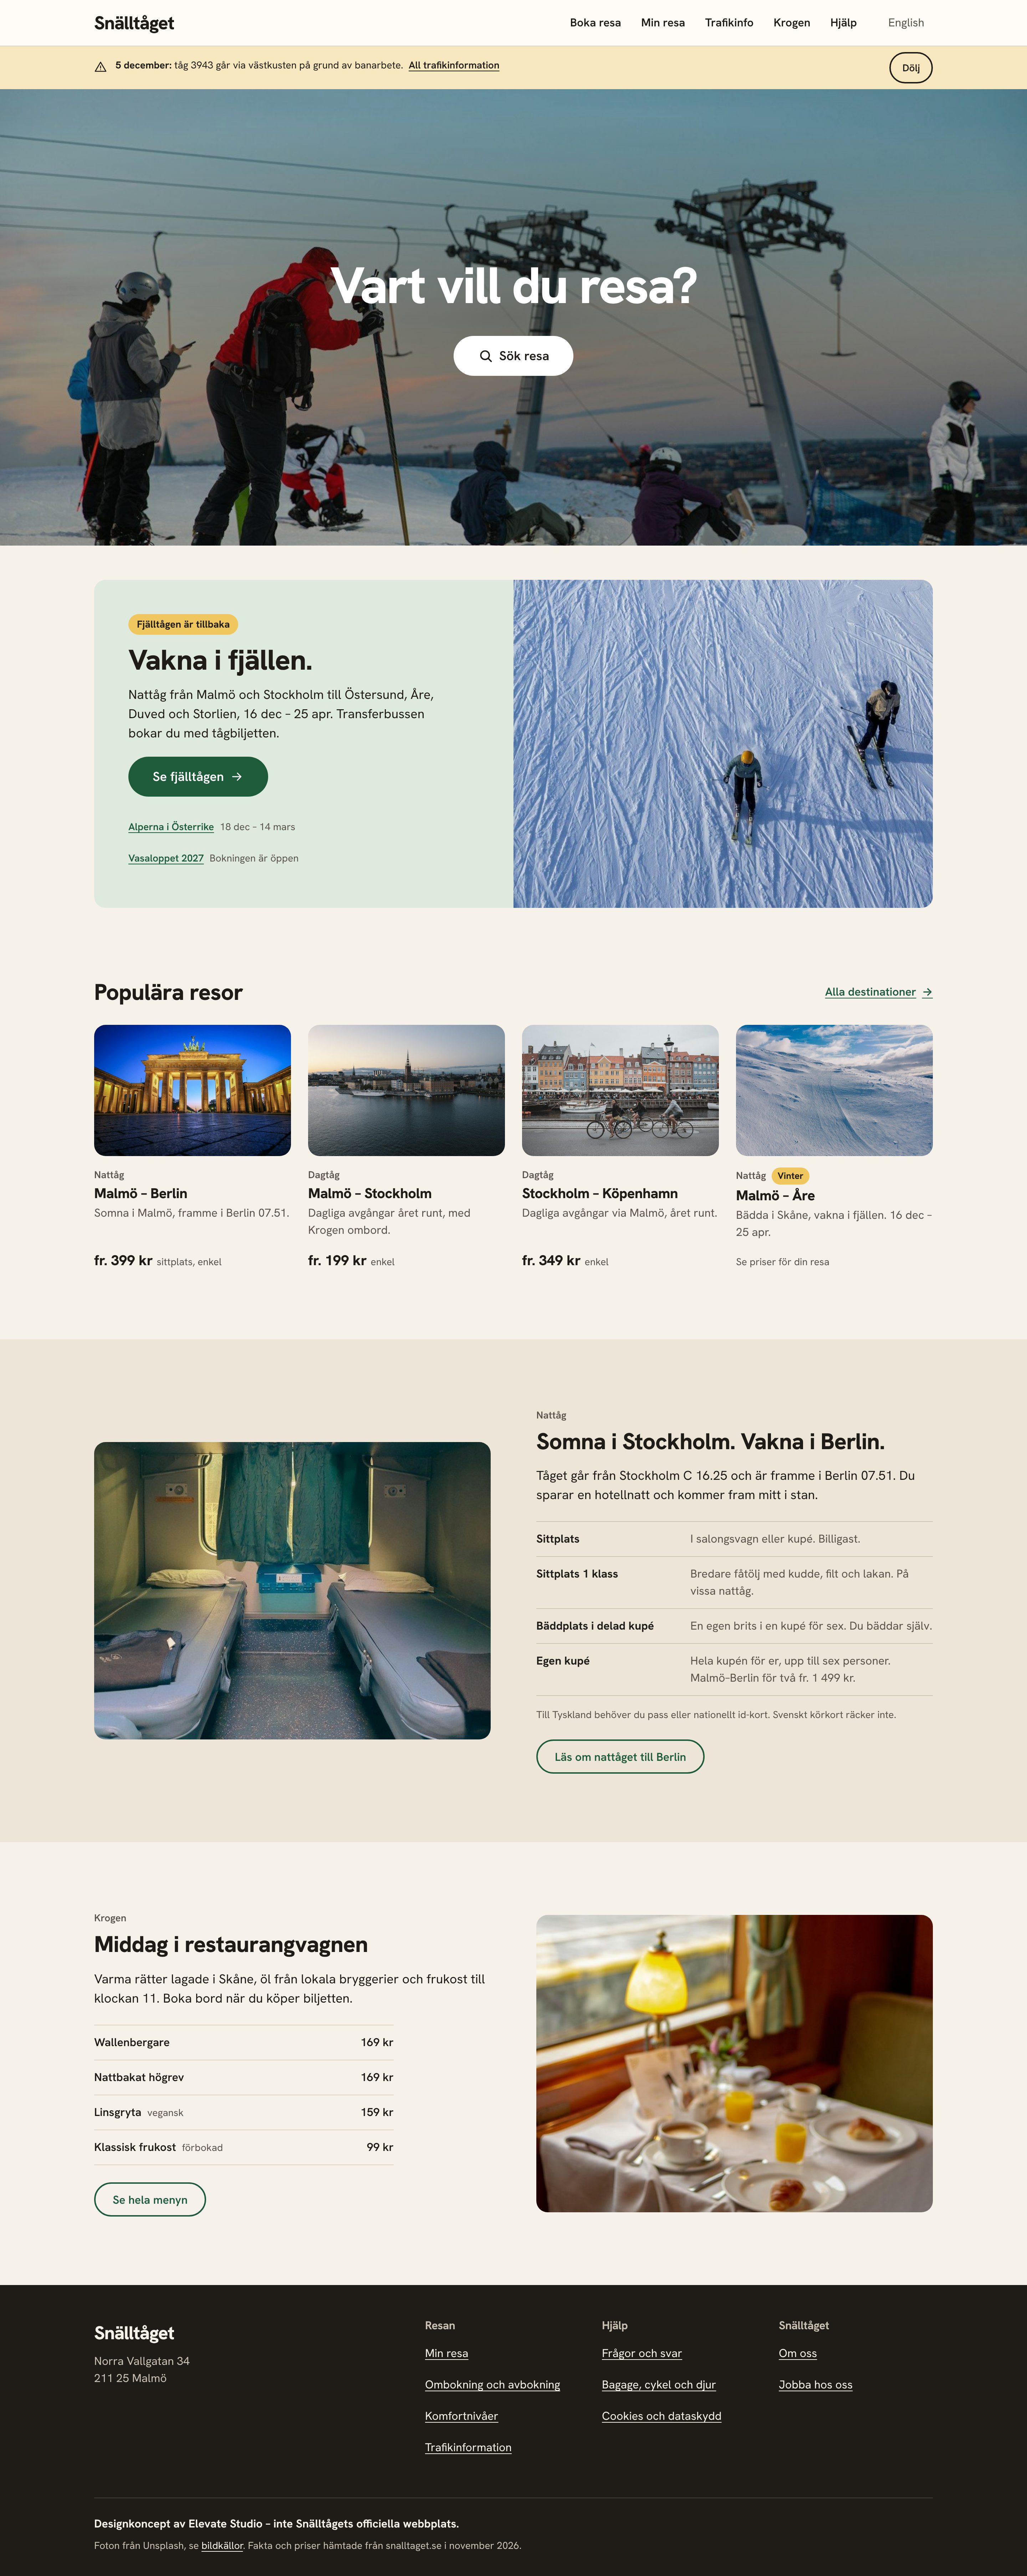 Snälltåget
Boka resa Min resa Trafikinfo Krogen Hjälp English
5 december: tåg 3943 går via västkusten på grund av banarbete. All trafikinformation
Dölj
Vart vill du resa?
Sök resa
Fjälltågen är tillbaka
Vakna i fjällen.
Nattåg från Malmö och Stockholm till Östersund, Åre,
Duved och Storlien, 16 dec – 25 apr. Transferbussen
bokar du med tågbiljetten.
Se fjälltågen →
Alperna i Österrike 18 dec – 14 mars
Vasaloppet 2027 Bokningen är öppen
Populära resor
Alla destinationer →
Nattåg
Malmö – Berlin
Somna i Malmö, framme i Berlin 07.51.
fr. 399 kr sittplats, enkel
Dagtåg
Malmö – Stockholm
Dagliga avgångar året runt, med
Krogen ombord.
fr. 199 kr enkel
Dagtåg
Stockholm – Köpenhamn
Dagliga avgångar via Malmö, året runt.
fr. 349 kr enkel
Nattåg Vinter
Malmö – Åre
Bädda i Skåne, vakna i fjällen. 16 dec –
25 apr.
Se priser för din resa
Nattåg
Somna i Stockholm. Vakna i Berlin.
Tåget går från Stockholm C 16.25 och är framme i Berlin 07.51. Du
sparar en hotellnatt och kommer fram mitt i stan.
Sittplats I salongsvagn eller kupé. Billigast.
Sittplats 1 klass Bredare fåtölj med kudde, filt och lakan. På
vissa nattåg.
Bäddplats i delad kupé En egen brits i en kupé för sex. Du bäddar själv.
Egen kupé Hela kupén för er, upp till sex personer.
Malmö–Berlin för två fr. 1 499 kr.
Till Tyskland behöver du pass eller nationellt id-kort. Svenskt körkort räcker inte.
Läs om nattåget till Berlin
Krogen
Middag i restaurangvagnen
Varma rätter lagade i Skåne, öl från lokala bryggerier och frukost till
klockan 11. Boka bord när du köper biljetten.
Wallenbergare 169 kr
Nattbakat högrev 169 kr
Linsgryta vegansk 159 kr
Klassisk frukost förbokad 99 kr
Se hela menyn
Snälltåget
Norra Vallgatan 34
211 25 Malmö
Resan
Min resa
Ombokning och avbokning
Komfortnivåer
Trafikinformation
Hjälp
Frågor och svar
Bagage, cykel och djur
Cookies och dataskydd
Snälltåget
Om oss
Jobba hos oss
Designkoncept av Elevate Studio – inte Snälltågets officiella webbplats.
Foton från Unsplash, se bildkällor. Fakta och priser hämtade från snalltaget.se i november 2026.